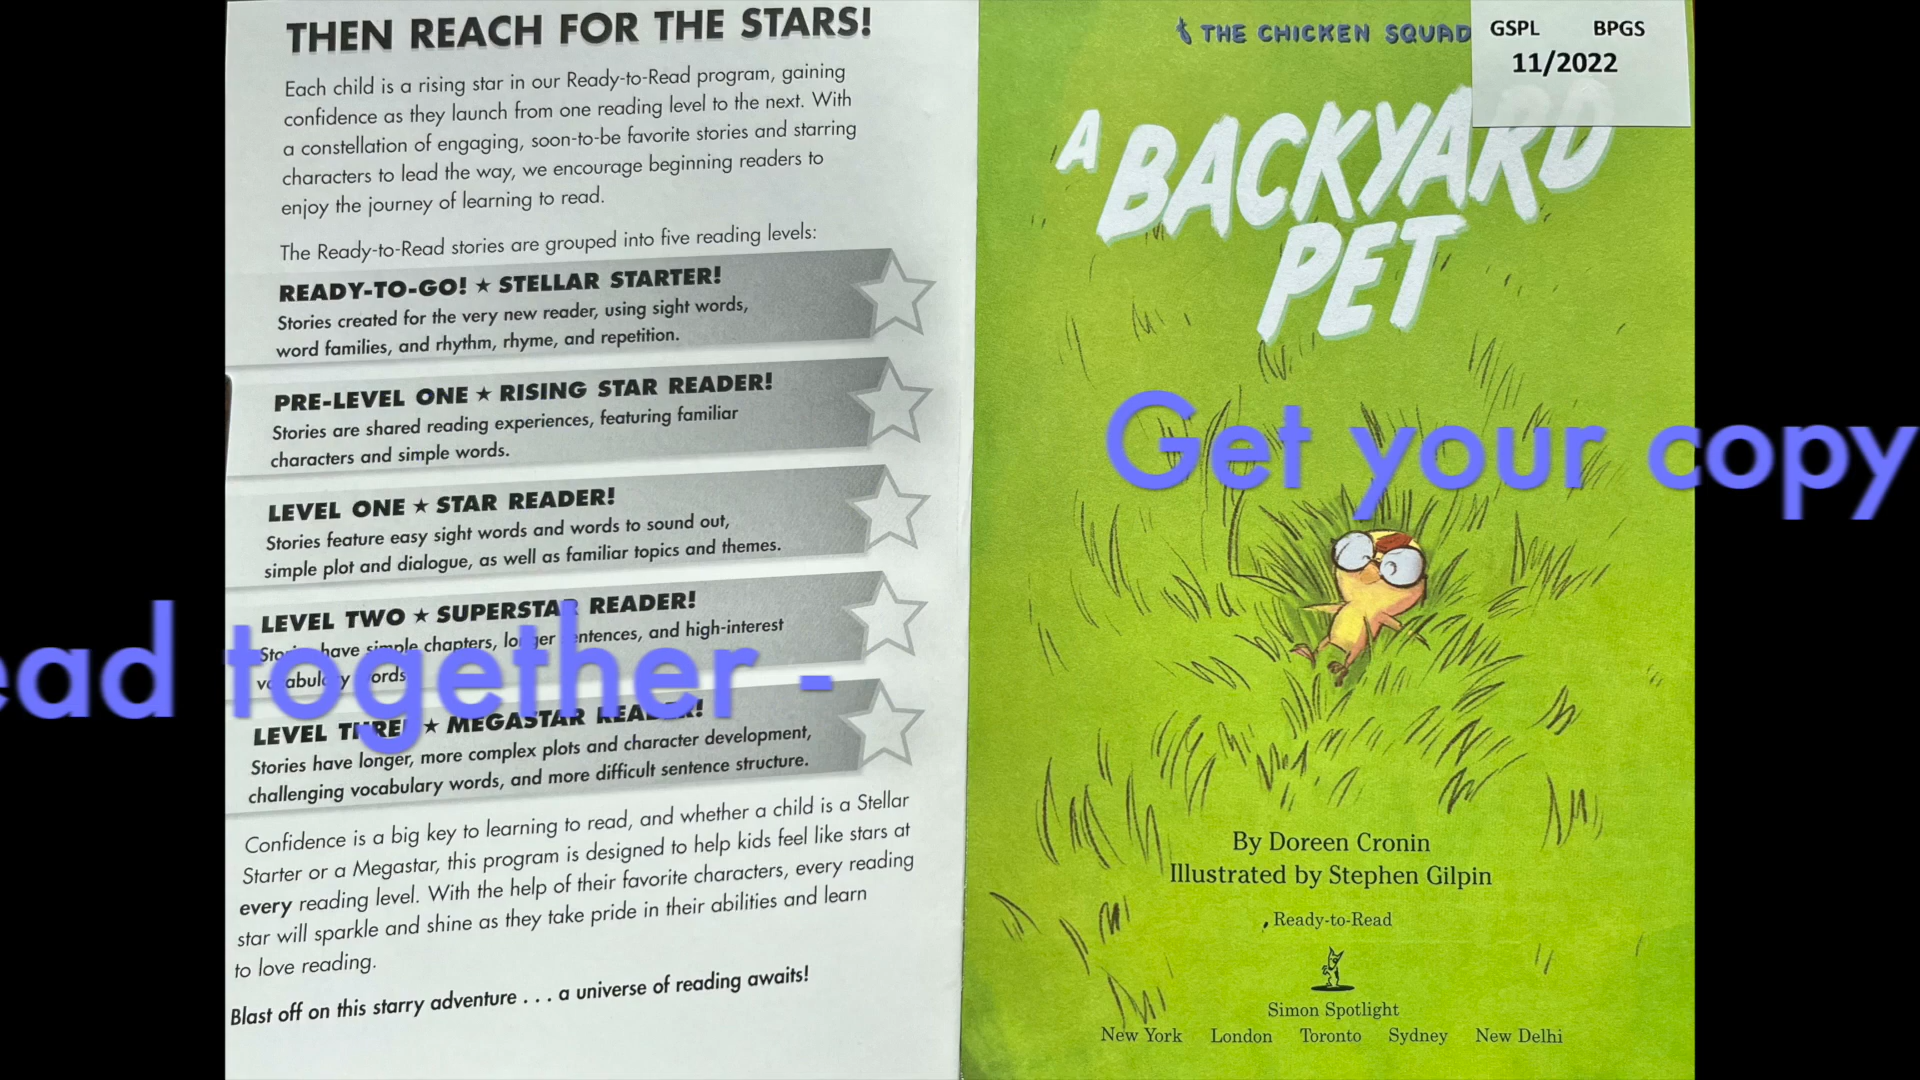 THEN REACH FOR THE STARS!
Each child is a rising star in our Ready-to-Read program, gaining
confidence as they launch from one reading level to the next. With
a constellation of engaging, soon-to-be favorite stories and starring
characters to lead the way, we encourage beginning readers to
enjoy the journey of learning to read.
The Ready-to-Read stories are grouped into five reading levels:
READY-TO-GO! ★ STELLAR STARTER!
Stories created for the very new reader, using sight words,
word families, and rhythm, rhyme, and repetition.
PRE-LEVEL ONE ★ RISING STAR READER!
Stories are shared reading experiences, featuring familiar
characters and simple words.
LEVEL ONE ★ STAR READER!
Stories feature easy sight words and words to sound out,
simple plot and dialogue, as well as familiar topics and themes.
LEVEL TWO ★ SUPERSTAR READER!
Stories have simple chapters, longer sentences, and high-interest
vocabulary words
LEVEL THREE ★ MEGASTAR READER!
Stories have longer, more complex plots and character development,
challenging vocabulary words, and more difficult sentence structure.
Confidence is a big key to learning to read, and whether a child is a Stellar
Starter or a Megastar, this program is designed to help kids feel like stars at
every reading level. With the help of their favorite characters, every reading
star will sparkle and shine as they take pride in their abilities and learn
to love reading.
Blast off on this starry adventure . . . a universe of reading awaits!
ead together -
THE CHICKEN SQUAD
GSPL BPGS
11/2022
A BACKYARD
PET
Get your copy
By Doreen Cronin
Illustrated by Stephen Gilpin
Ready-to-Read
Simon Spotlight
New York London Toronto Sydney New Delhi